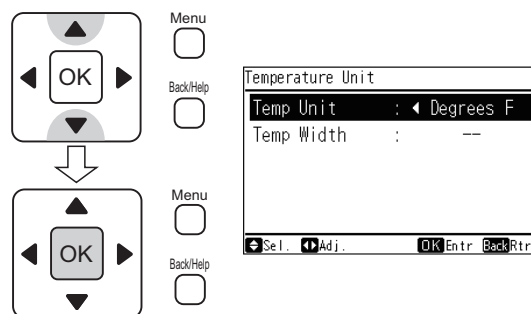 Menu
OK
Back/Help
Menu
OK
Back/Help
Temperature Unit
Temp Unit : ◀ Degrees F
Temp Width : --
Sel. Adj. OK Entr Back Rtr